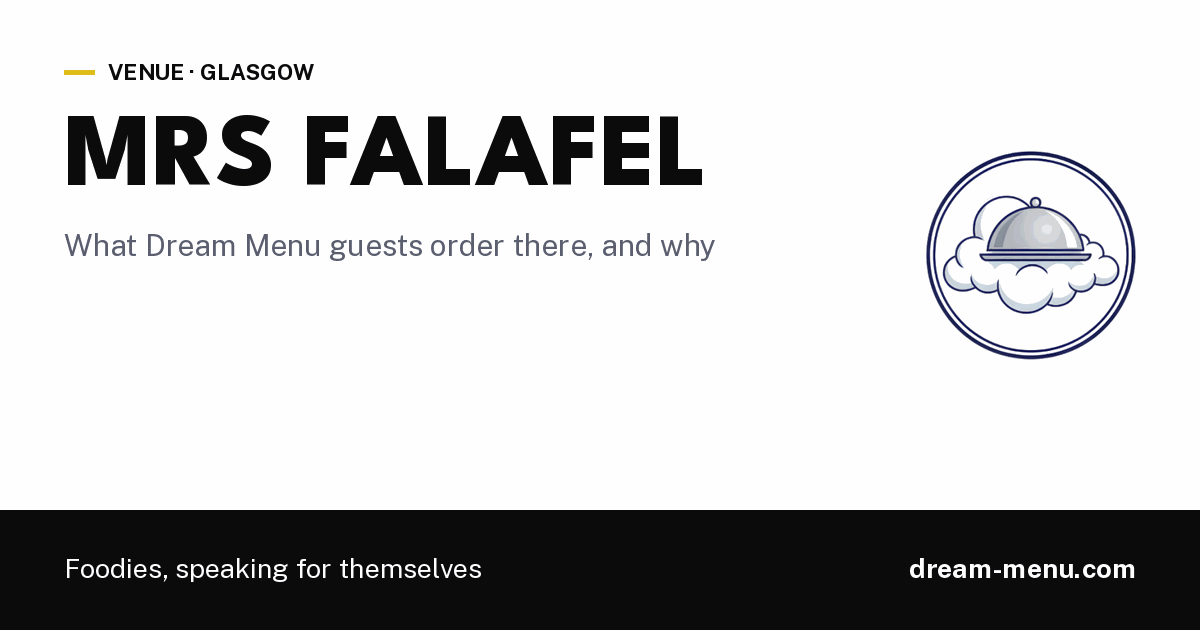 VENUE · GLASGOW
MRS FALAFEL
What Dream Menu guests order there, and why
Foodies, speaking for themselves
dream-menu.com